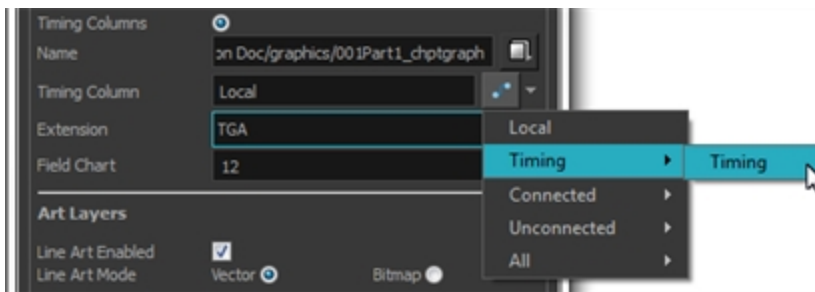 Timing Columns
Name on Doc/graphics/001Part1_chptgraph
Timing Column Local
Extension TGA
Field Chart 12
Local
Timing Timing
Connected
Unconnected
All
Art Layers
Line Art Enabled
Line Art Mode Vector Bitmap